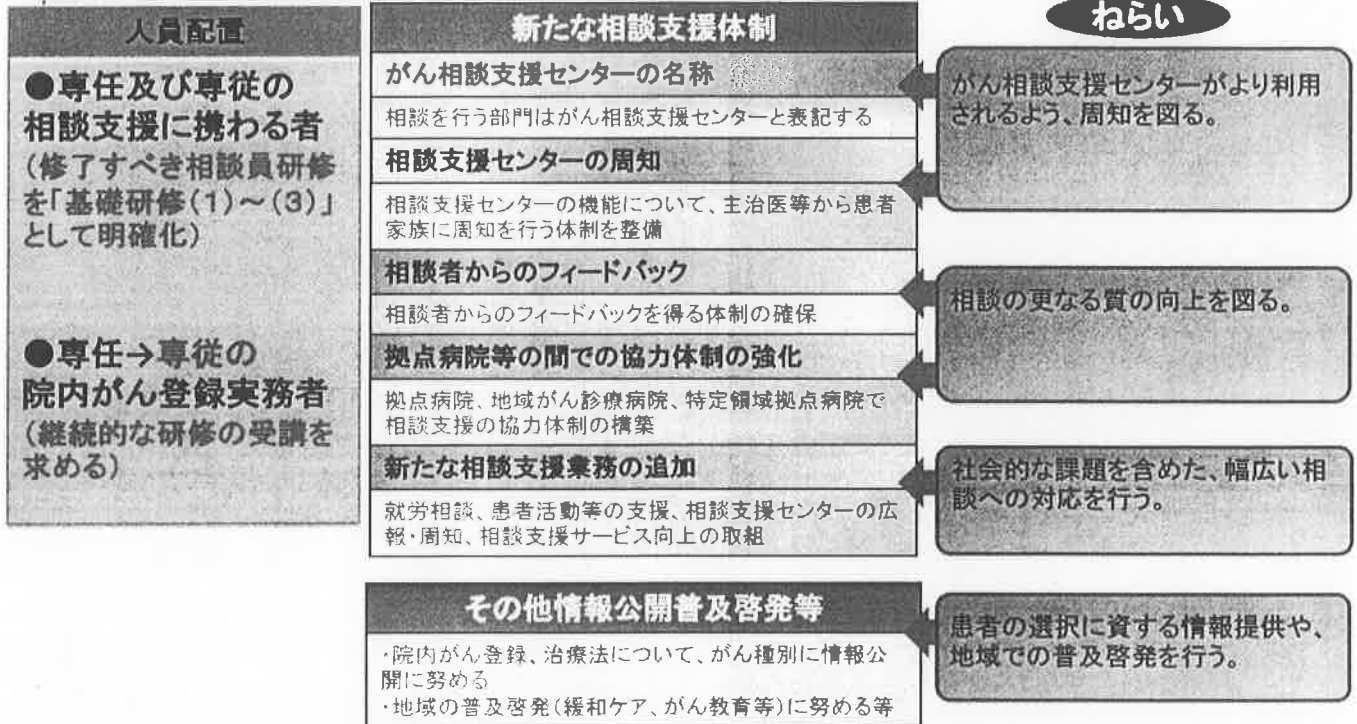 人員配置
●専任及び専従の
相談支援に携わる者
(修了すべき相談員研修
を「基礎研修(1)~(3)」
として明確化)
●専任→専従の
院内がん登録実務者
(継続的な研修の受講を
求める)
新たな相談支援体制
がん相談支援センターの名称
相談を行う部門はがん相談支援センターと表記する
相談支援センターの周知
相談支援センターの機能について、主治医等から患者
家族に周知を行う体制を整備
相談者からのフィードバック
相談者からのフィードバックを得る体制の確保
拠点病院等の間での協力体制の強化
拠点病院、地域がん診療病院、特定領域拠点病院で
相談支援の協力体制の構築
新たな相談支援業務の追加
就労相談、患者活動等の支援、相談支援センターの広
報・周知、相談支援サービス向上の取組
その他情報公開普及啓発等
・院内がん登録、治療法について、がん種別に情報公
開に努める
・地域の普及啓発(緩和ケア、がん教育等)に努める等
ねらい
がん相談支援センターがより利用
されるよう、周知を図る。
相談の更なる質の向上を図る。
社会的な課題を含めた、幅広い相
談への対応を行う。
患者の選択に資する情報提供や、
地域での普及啓発を行う。